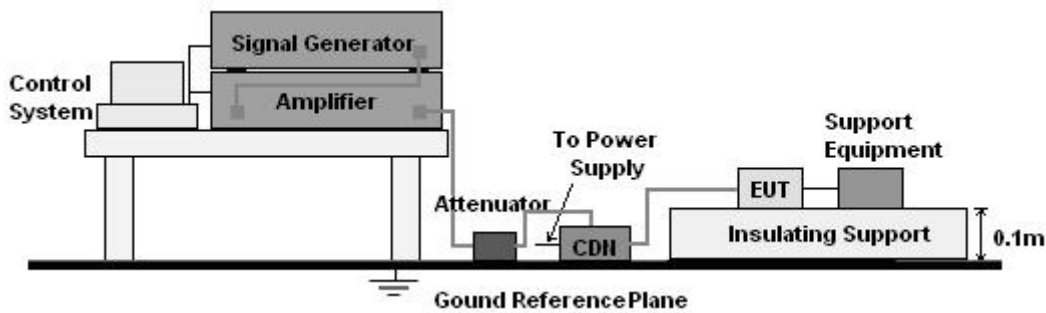 Signal Generator
Control
System
Amplifier
To Power
Supply
Support
Equipment
Attenuator
EUT
CDN
Insulating Support
0.1m
Gound Reference Plane